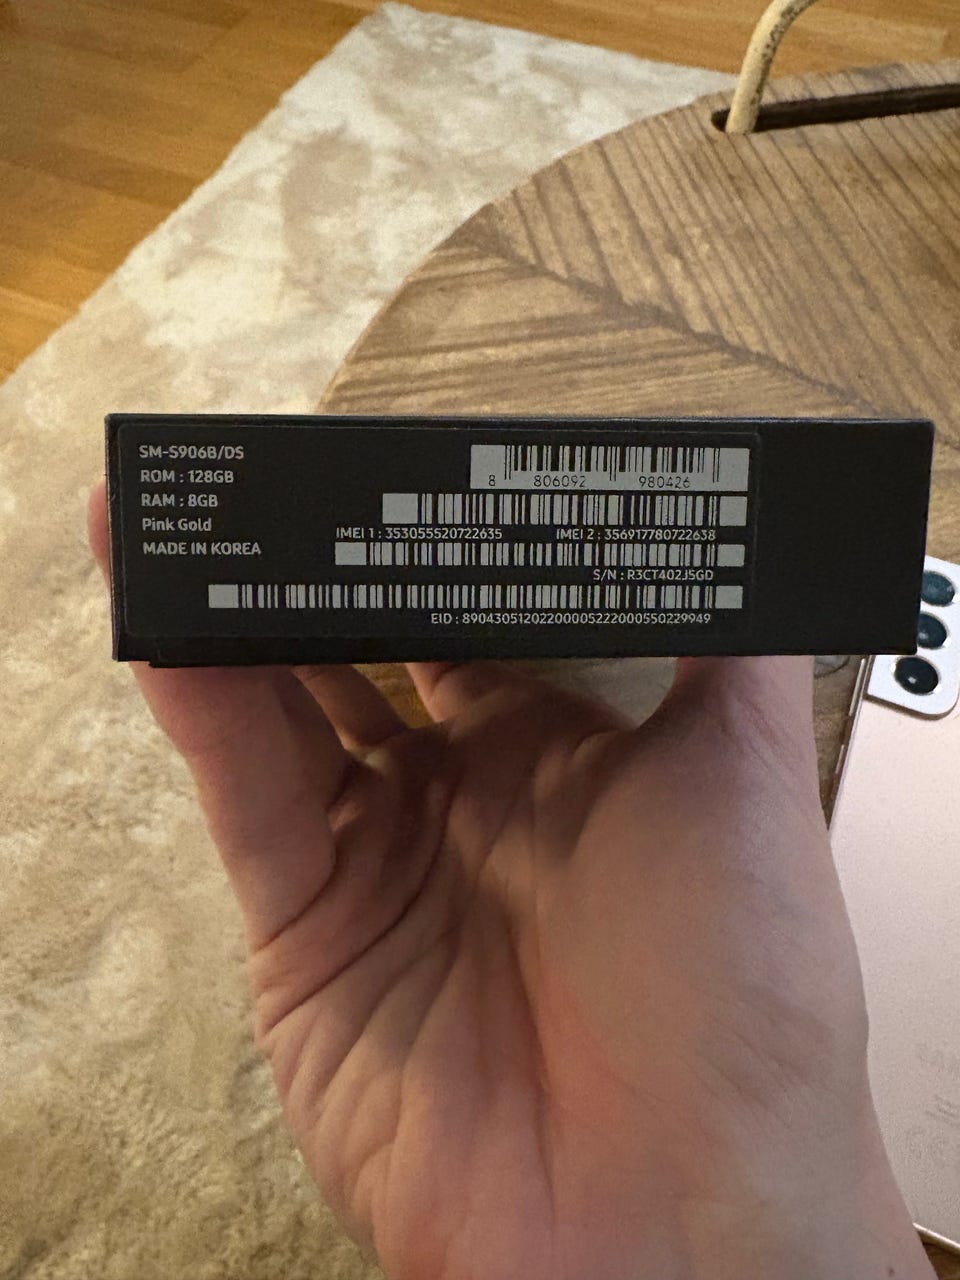 SM-S906B/DS
ROM : 128GB
RAM : 8GB
Pink Gold
MADE IN KOREA
8 806092 980426
IMEI 1 : 353055520722635 IMEI 2 : 356917780722638
S/N : R3CT402J5GD
EID : 89043051202200005222000550229949